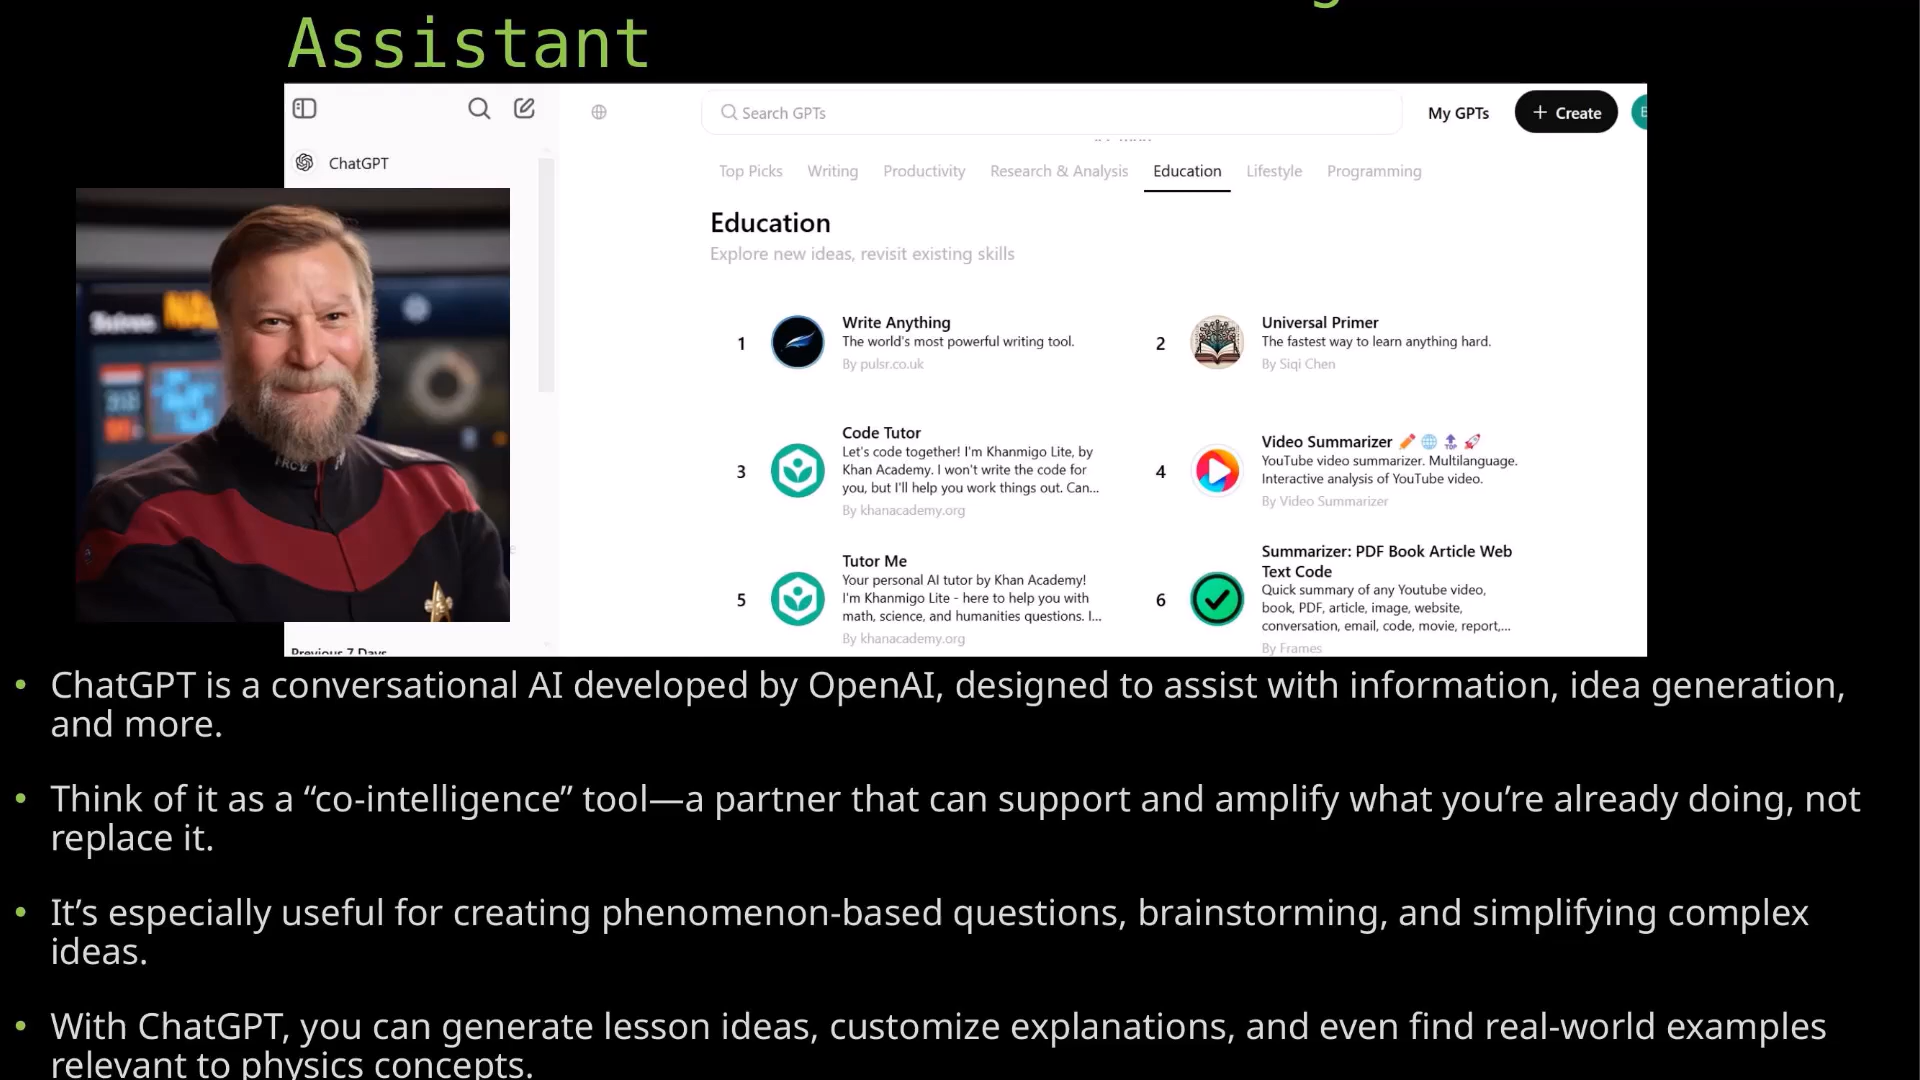 Assistant
Search GPTs
My GPTs
+ Create
ChatGPT
Top Picks Writing Productivity Research & Analysis Education Lifestyle Programming
Education
Explore new ideas, revisit existing skills
1
Write Anything
The world's most powerful writing tool.
By pulsr.co.uk
2
Universal Primer
The fastest way to learn anything hard.
By Siqi Chen
3
Code Tutor
Let's code together! I'm Khanmigo Lite, by
Khan Academy. I won't write the code for
you, but I'll help you work things out. Can...
By khanacademy.org
4
Video Summarizer
YouTube video summarizer. Multilanguage.
Interactive analysis of YouTube video.
By Video Summarizer
5
Tutor Me
Your personal AI tutor by Khan Academy!
I'm Khanmigo Lite - here to help you with
math, science, and humanities questions. I...
By khanacademy.org
6
Summarizer: PDF Book Article Web
Text Code
Quick summary of any Youtube video,
book, PDF, article, image, website,
conversation, email, code, movie, report,...
By Frames
Previous 7 Days
• ChatGPT is a conversational AI developed by OpenAI, designed to assist with information, idea generation,
and more.
• Think of it as a “co-intelligence” tool—a partner that can support and amplify what you’re already doing, not
replace it.
• It’s especially useful for creating phenomenon-based questions, brainstorming, and simplifying complex
ideas.
• With ChatGPT, you can generate lesson ideas, customize explanations, and even find real-world examples
relevant to physics concepts.